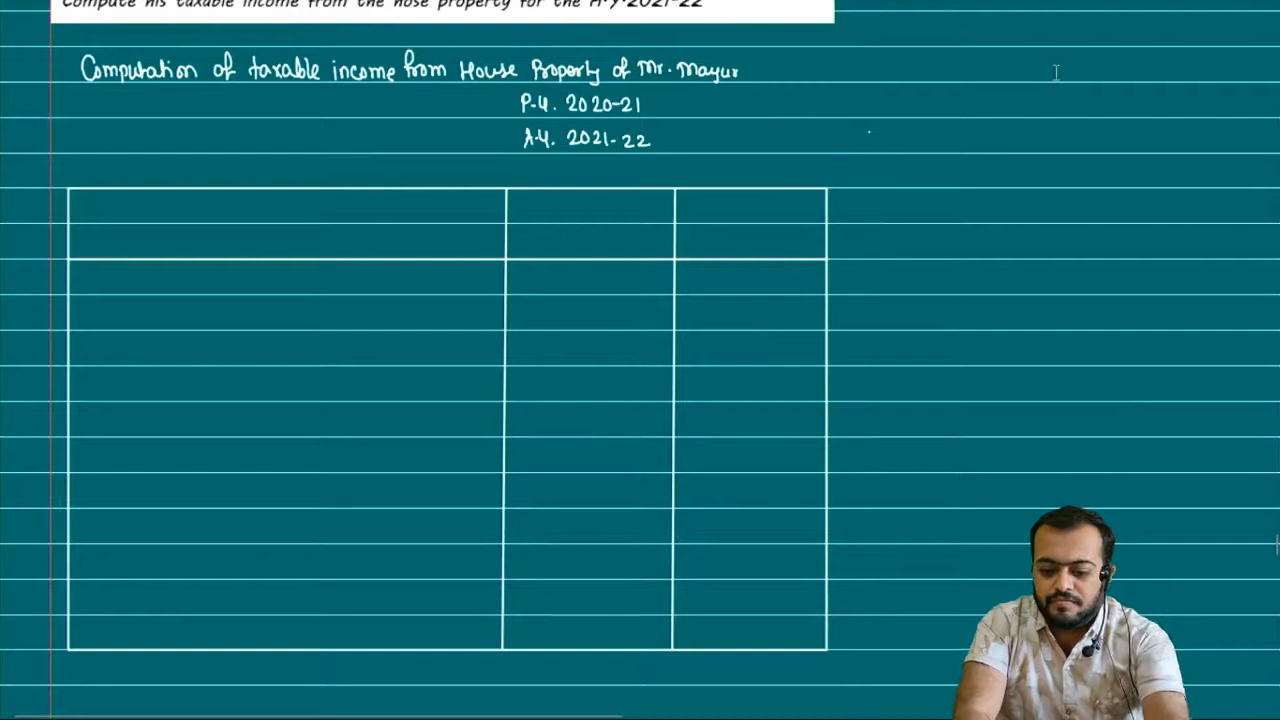 Compute his taxable income from the hose property for the A.Y.2021-22
Computation of taxable income from House Property of Mr. Mayur
P.Y. 2020-21
A.Y. 2021-22